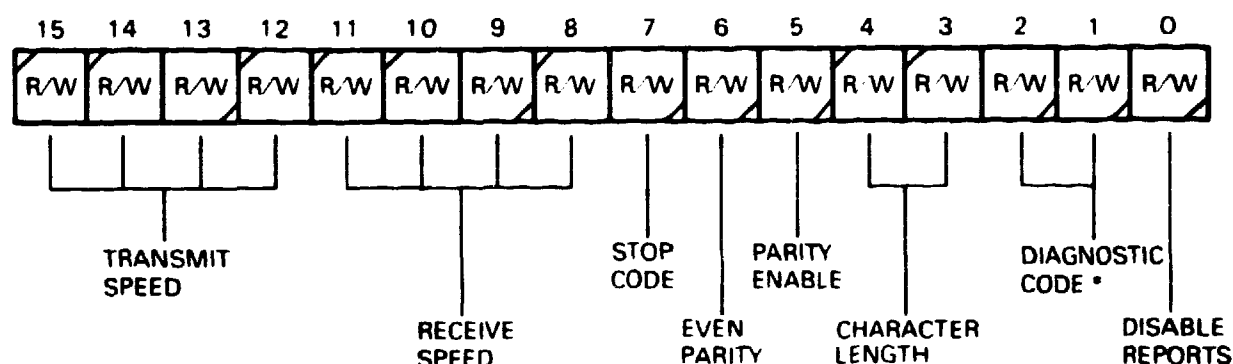 15 14 13 12 11 10 9 8 7 6 5 4 3 2 1 0
R/W R/W R/W R/W R/W R/W R/W R/W R/W R/W R/W R/W R/W R/W R/W R/W
TRANSMIT
SPEED
STOP
CODE
PARITY
ENABLE
DIAGNOSTIC
CODE *
RECEIVE
SPEED
EVEN
PARITY
CHARACTER
LENGTH
DISABLE
REPORTS